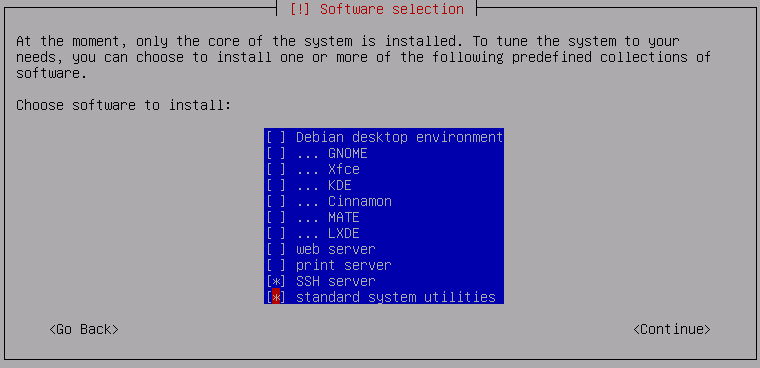 [!] Software selection
At the moment, only the core of the system is installed. To tune the system to your
needs, you can choose to install one or more of the following predefined collections of
software.
Choose software to install:
[ ] Debian desktop environment
[ ] ... GNOME
[ ] ... Xfce
[ ] ... KDE
[ ] ... Cinnamon
[ ] ... MATE
[ ] ... LXDE
[ ] web server
[ ] print server
[*] SSH server
[*] standard system utilities
<Go Back> <Continue>